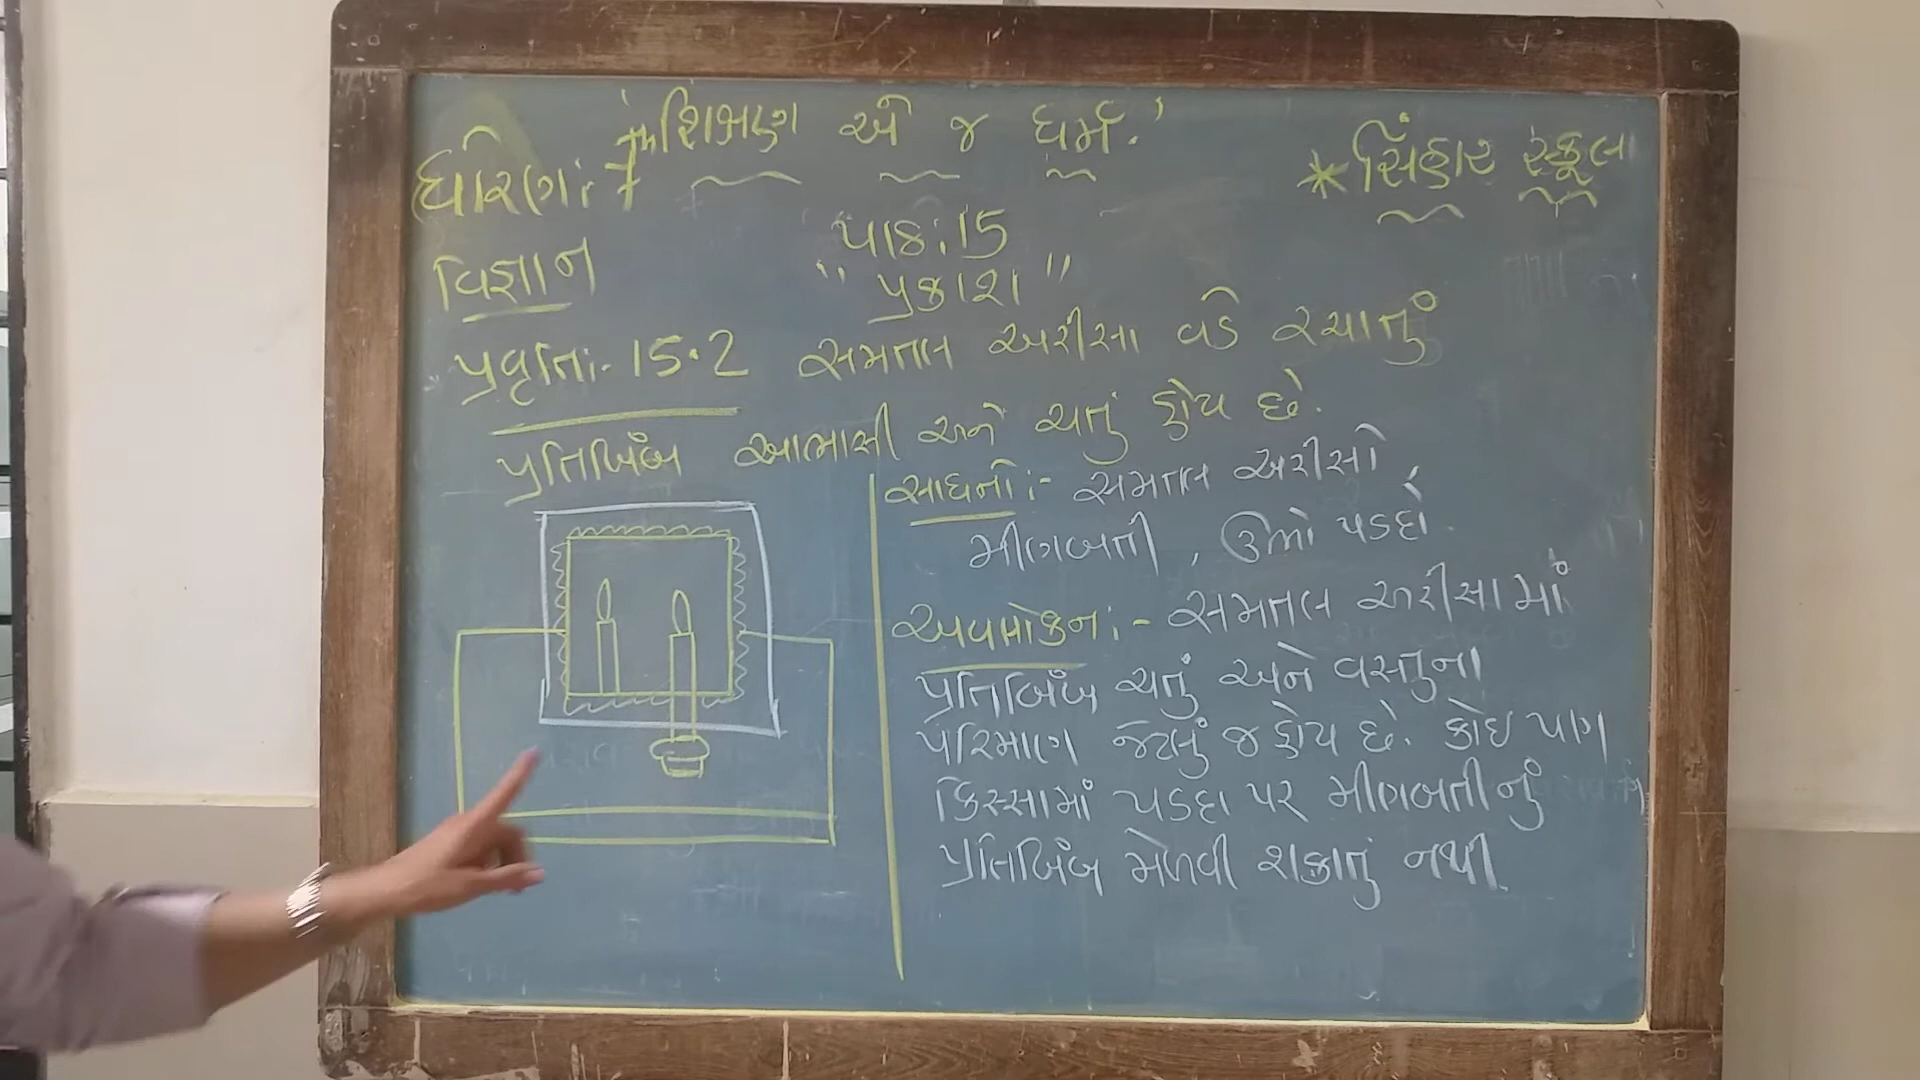 "શિક્ષણ એ જ ધર્મ."
ધોરણ:- 7
* સિંહાર સ્કૂલ
વિજ્ઞાન
પાઠ:15
"પ્રકાશ"
પ્રવૃત્તિ:- 15.2 સમતલ અરીસા વડે રચાતું
પ્રતિબિંબ આભાસી અને ચતું હોય છે.
સાધનો:- સમતલ અરીસો,
મીણબત્તી, ઊભો પડદો.
અવલોકન:- સમતલ અરીસામાં
પ્રતિબિંબ ચતું અને વસ્તુના
પરિમાણ જેટલું જ હોય છે. કોઇ પણ
કિસ્સામાં પડદા પર મીણબત્તીનું
પ્રતિબિંબ મેળવી શકાતું નથી.